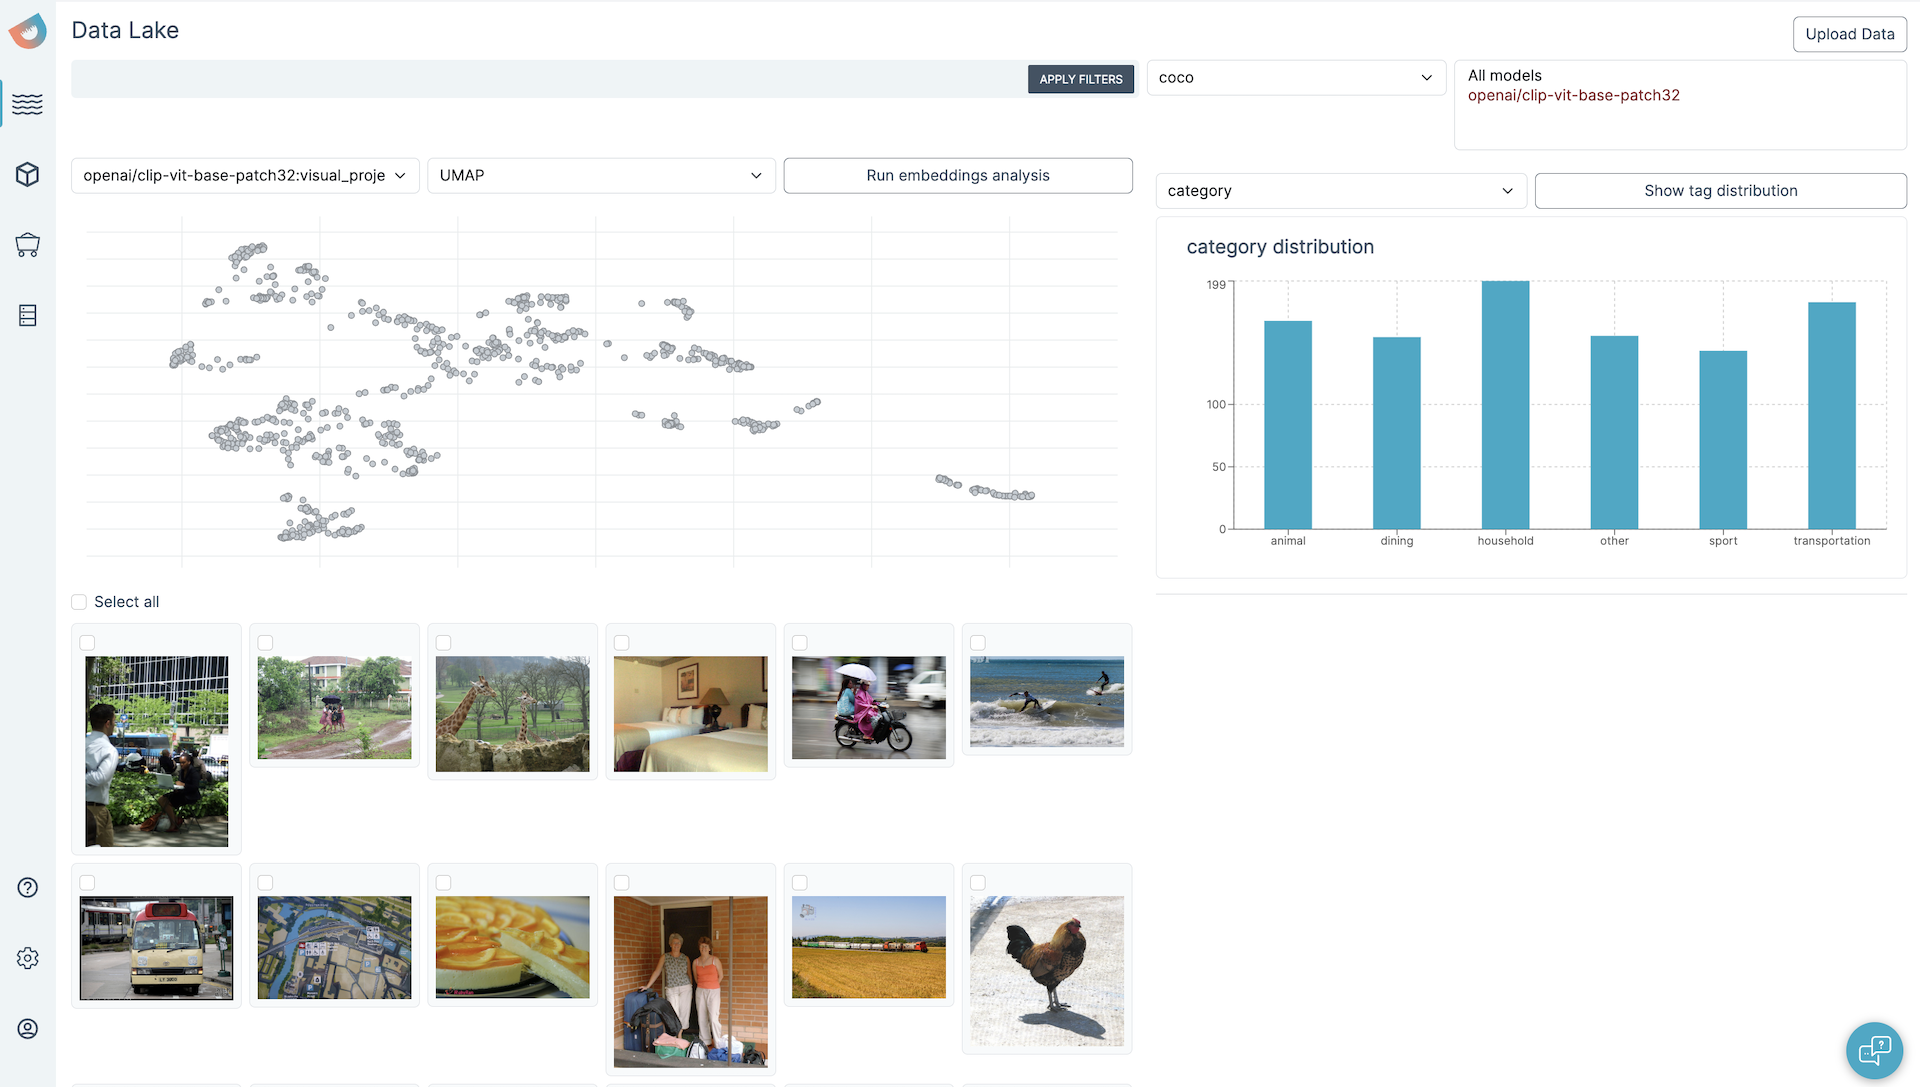 Data Lake
Upload Data
APPLY FILTERS
coco
All models
openai/clip-vit-base-patch32
openai/clip-vit-base-patch32:visual_proje
UMAP
Run embeddings analysis
category
Show tag distribution
category distribution
199
100
50
0
animal
dining
household
other
sport
transportation
Select all